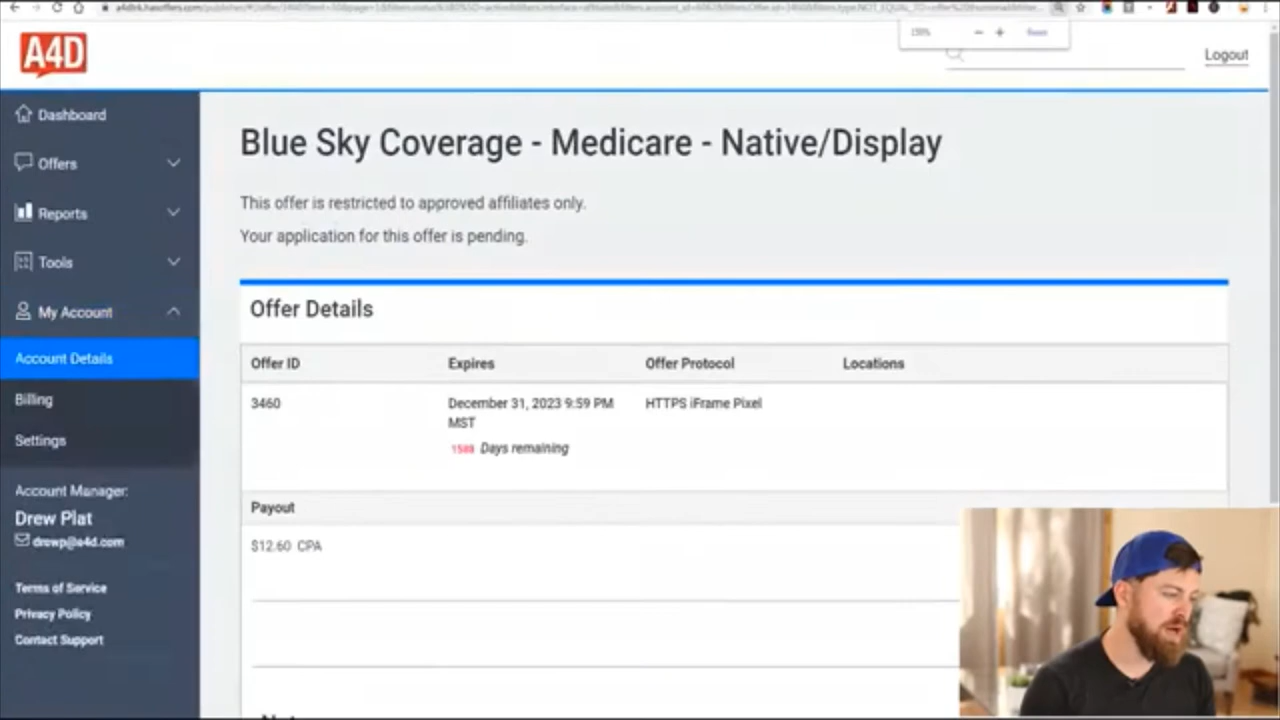 A4D
Logout
Dashboard
Offers
Reports
Tools
My Account
Account Details
Billing
Settings
Account Manager:
Drew Plat
drewp@a4d.com
Terms of Service
Privacy Policy
Contact Support
Blue Sky Coverage - Medicare - Native/Display
This offer is restricted to approved affiliates only.
Your application for this offer is pending.
Offer Details
Offer ID Expires Offer Protocol Locations
3460 December 31, 2023 9:59 PM HTTPS iFrame Pixel
MST
Days remaining
Payout
$12.60 CPA